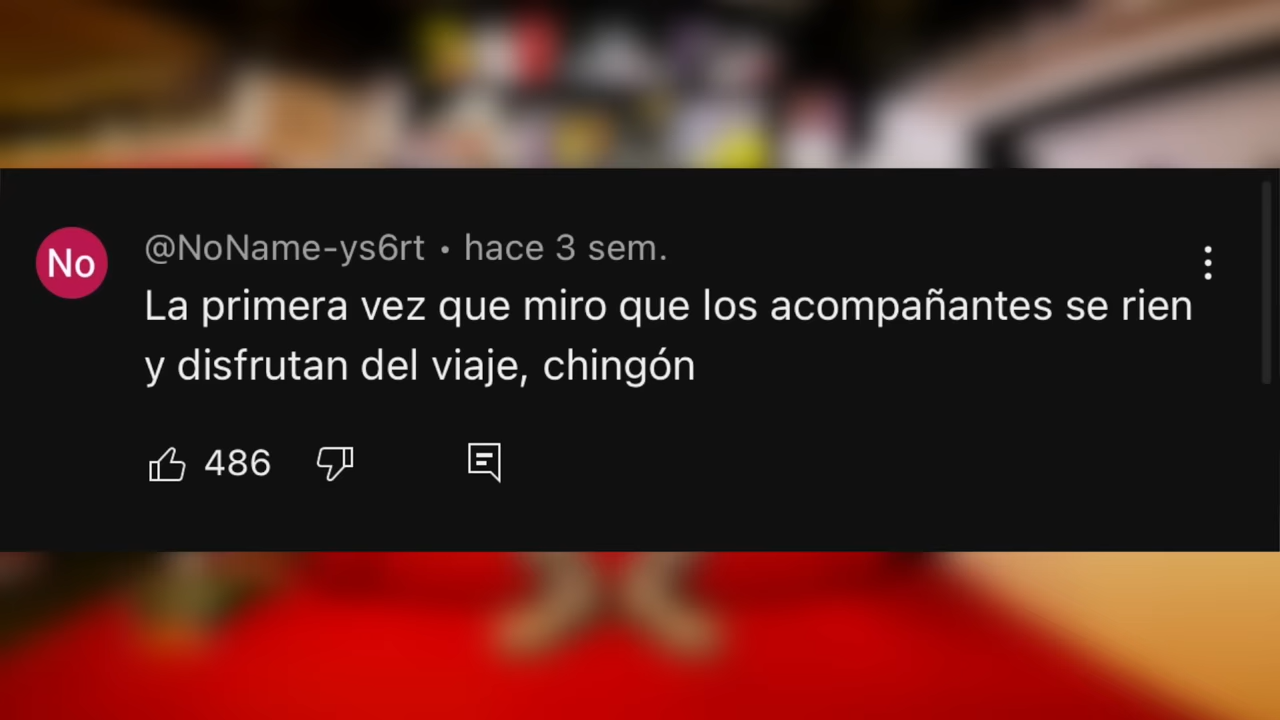 No
@NoName-ys6rt • hace 3 sem.
La primera vez que miro que los acompañantes se rien
y disfrutan del viaje, chingón
486